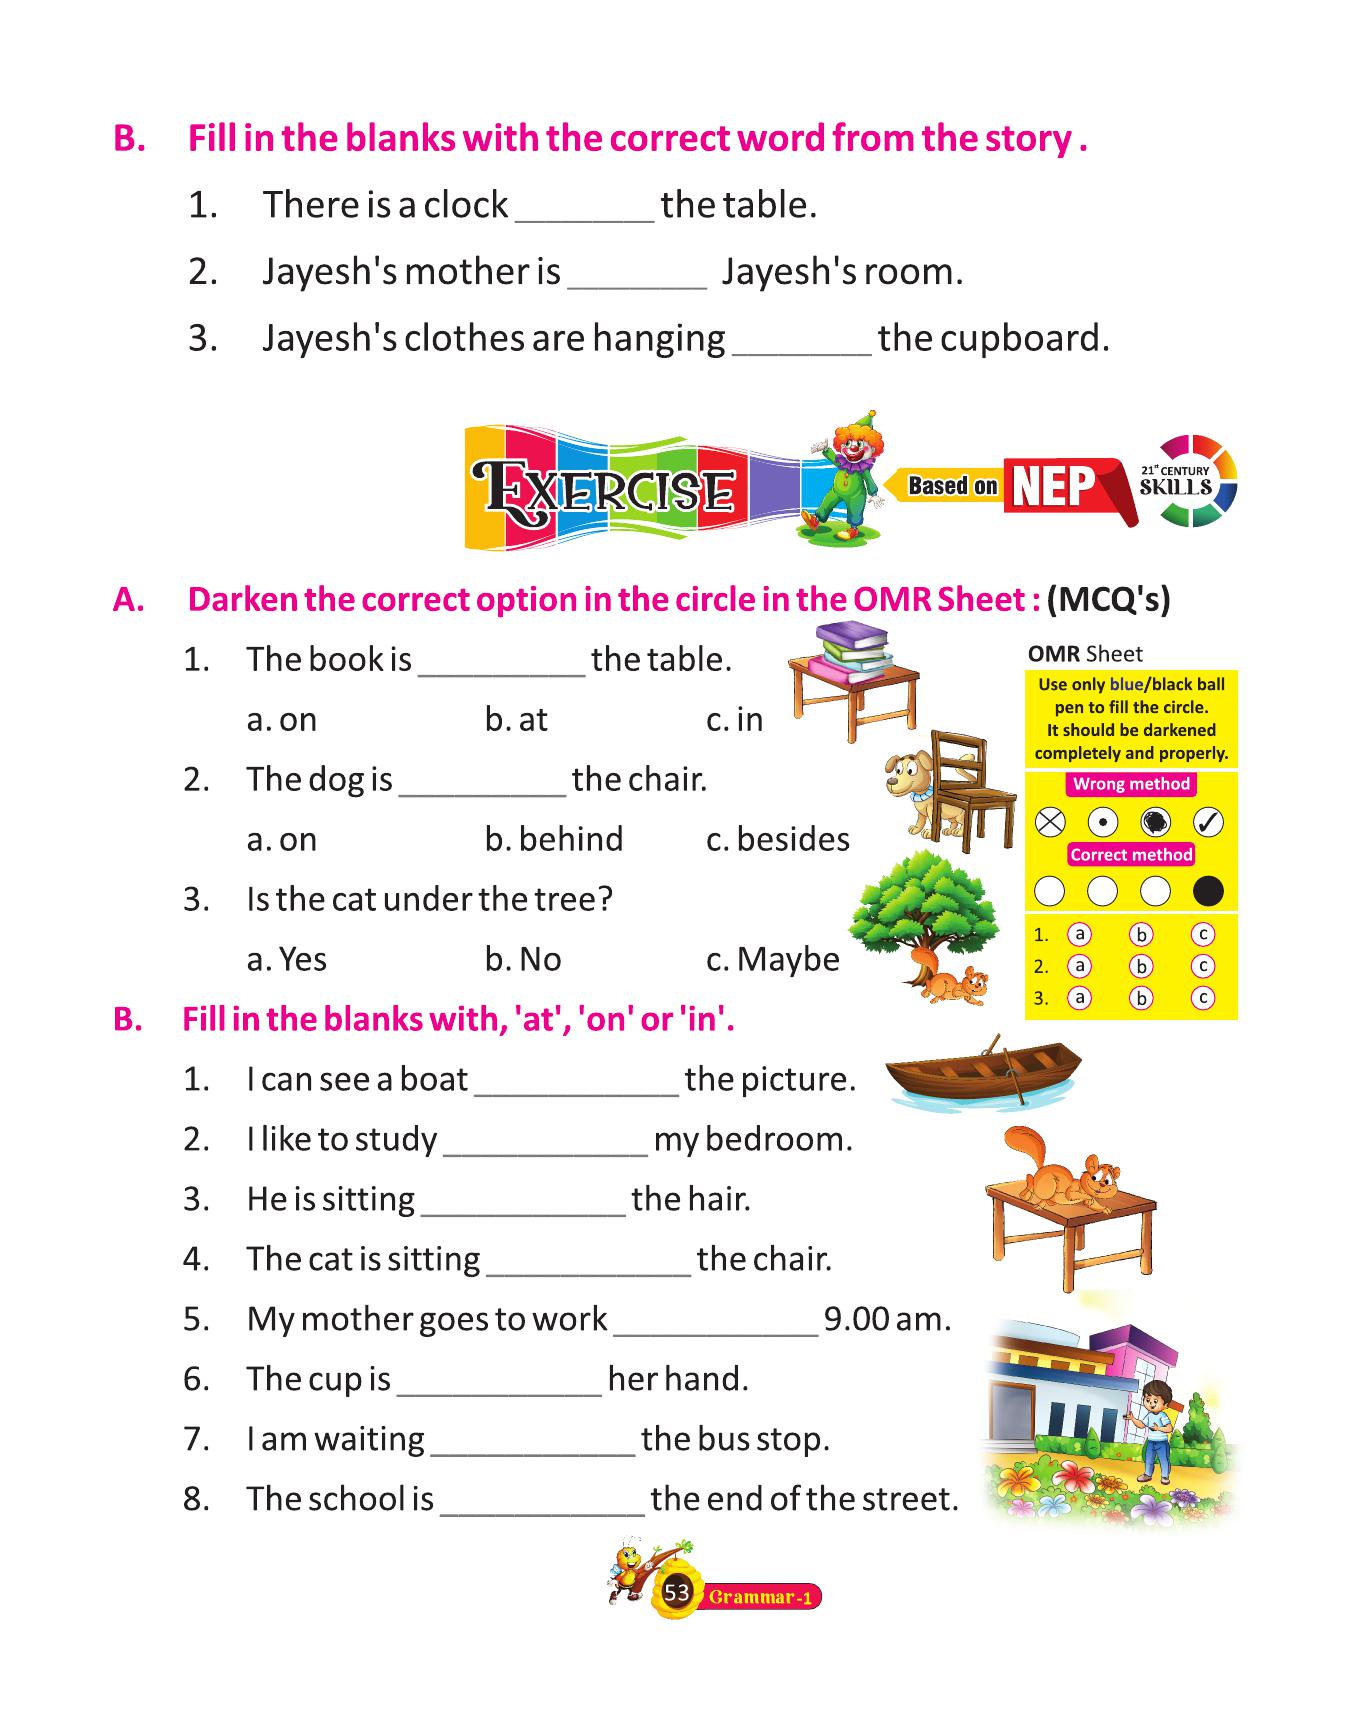 B. Fill in the blanks with the correct word from the story .
1. There is a clock _______ the table.
2. Jayesh's mother is _______ Jayesh's room.
3. Jayesh's clothes are hanging _______ the cupboard.
EXERCISE
Based on NEP
21st CENTURY
SKILLS
A. Darken the correct option in the circle in the OMR Sheet : (MCQ's)
1. The book is _________ the table.
a. on b. at c. in
2. The dog is _________ the chair.
a. on b. behind c. besides
3. Is the cat under the tree?
a. Yes b. No c. Maybe
OMR Sheet
Use only blue/black ball
pen to fill the circle.
It should be darkened
completely and properly.
Wrong method
Correct method
1. a b c
2. a b c
3. a b c
B. Fill in the blanks with, 'at', 'on' or 'in'.
1. I can see a boat ___________ the picture.
2. I like to study ___________ my bedroom.
3. He is sitting ___________ the hair.
4. The cat is sitting ___________ the chair.
5. My mother goes to work ___________ 9.00 am.
6. The cup is ___________ her hand.
7. I am waiting ___________ the bus stop.
8. The school is ___________ the end of the street.
53 Grammar-1